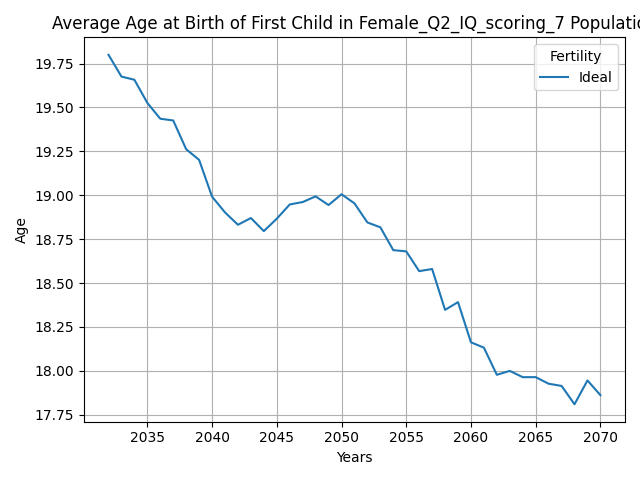 Average Age at Birth of First Child in Female_Q2_IQ_scoring_7 Populatio
Fertility
Ideal
19.75
19.50
19.25
19.00
18.75
18.50
18.25
18.00
17.75
Age
2035 2040 2045 2050 2055 2060 2065 2070
Years